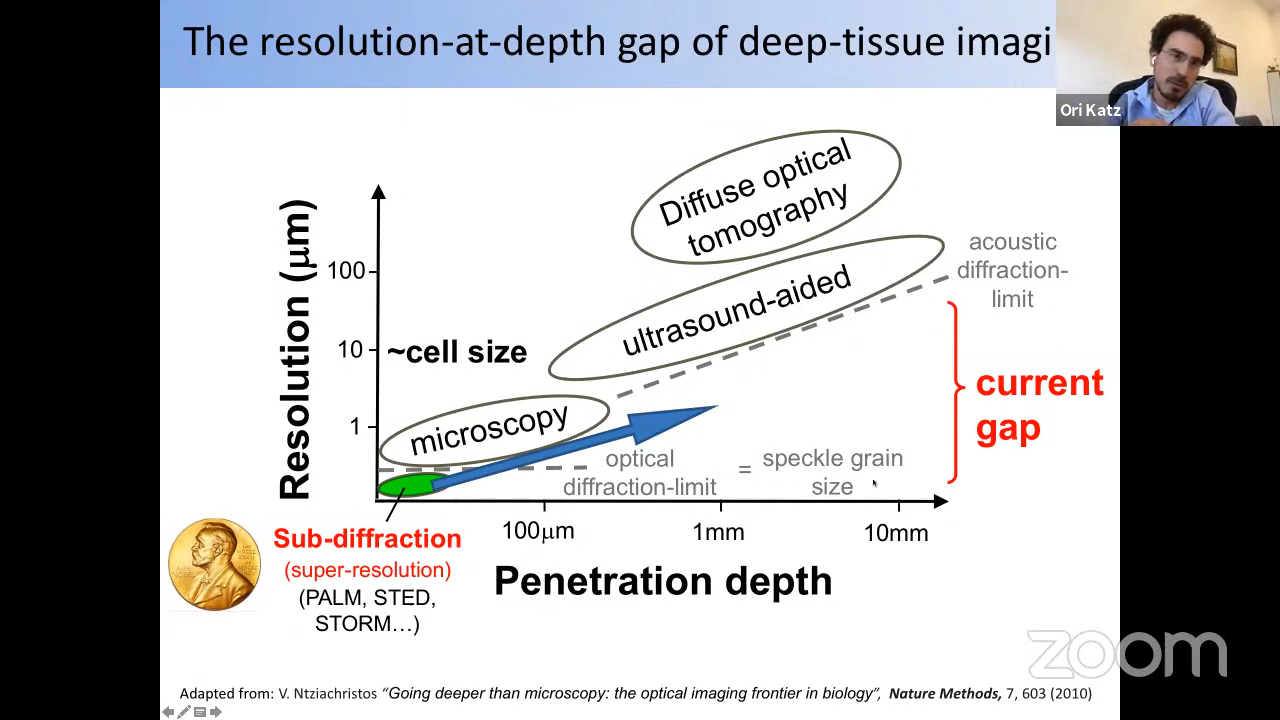 The resolution-at-depth gap of deep-tissue imagi
Ori Katz
Diffuse optical
tomography
acoustic
diffraction-
limit
ultrasound-aided
Resolution (μm)
100
10
1
~cell size
microscopy
current
gap
optical
diffraction-limit
=
speckle grain
size
100μm
1mm
10mm
Penetration depth
Sub-diffraction
(super-resolution)
(PALM, STED,
STORM…)
zoom
Adapted from: V. Ntziachristos “Going deeper than microscopy: the optical imaging frontier in biology”, Nature Methods, 7, 603 (2010)